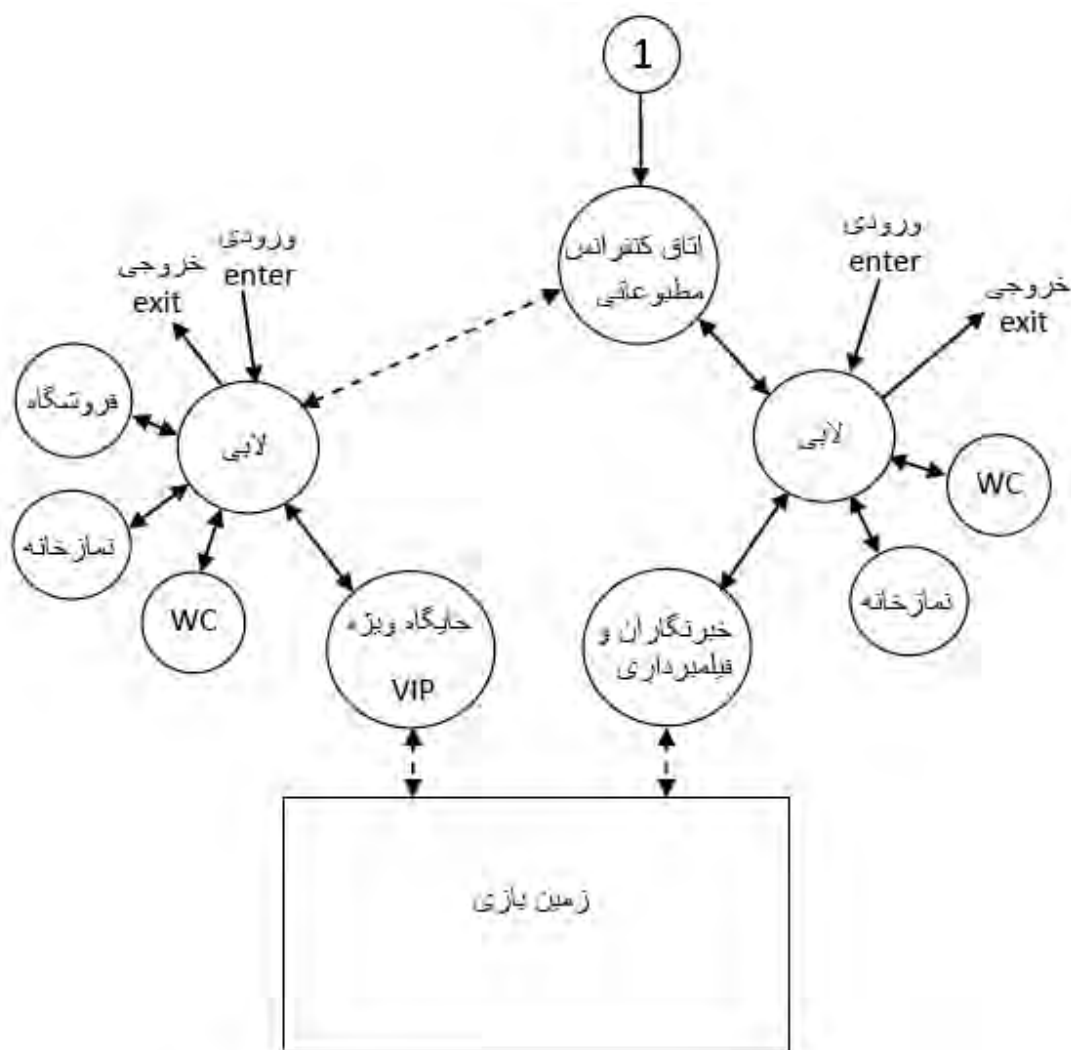 1
اتاق کنفرانس
مطبوعاتی
ورودی
enter
خروجی
exit
ورودی
enter
خروجی
exit
فروشگاه
لابی
لابی
WC
نمازخانه
نمازخانه
WC
جایگاه ویژه
VIP
خبرنگاران و
فیلمبرداری
زمین بازی